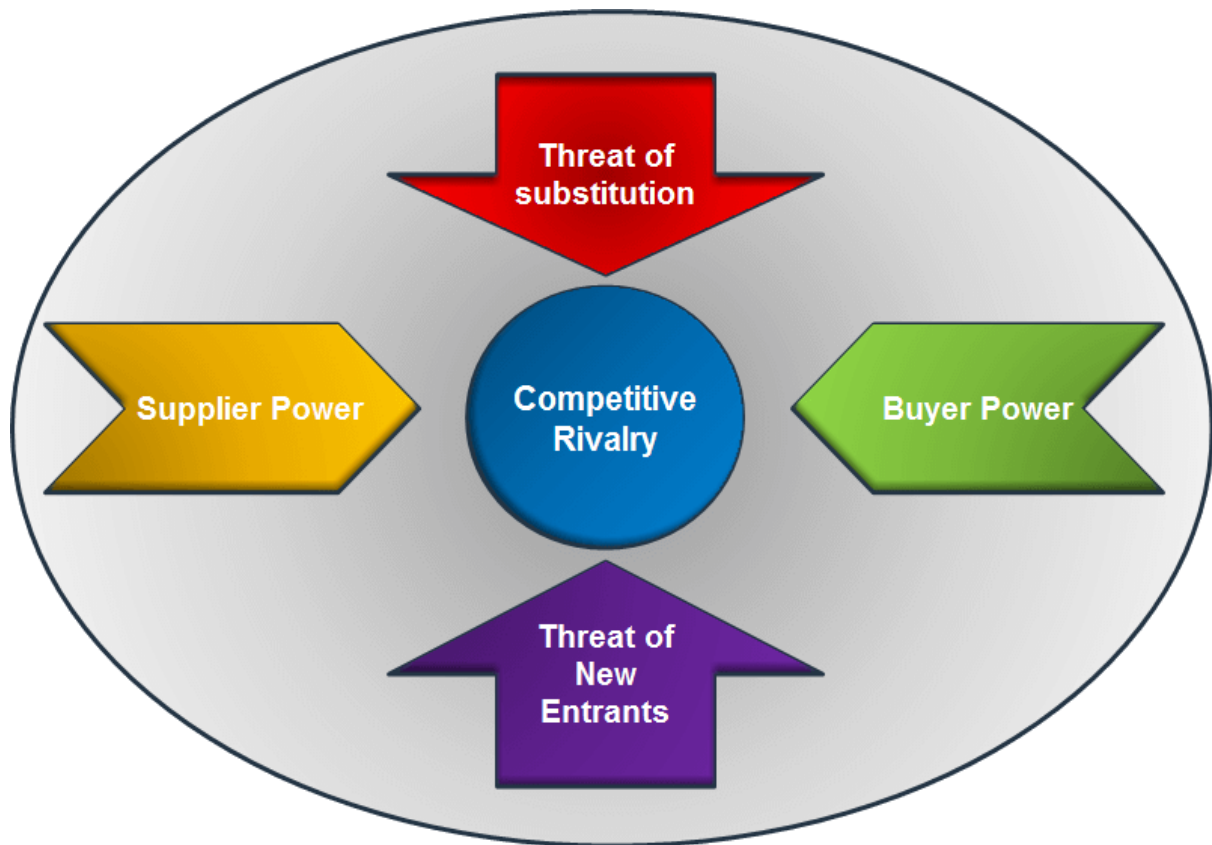 Threat of
substitution
Supplier Power
Competitive
Rivalry
Buyer Power
Threat of
New
Entrants